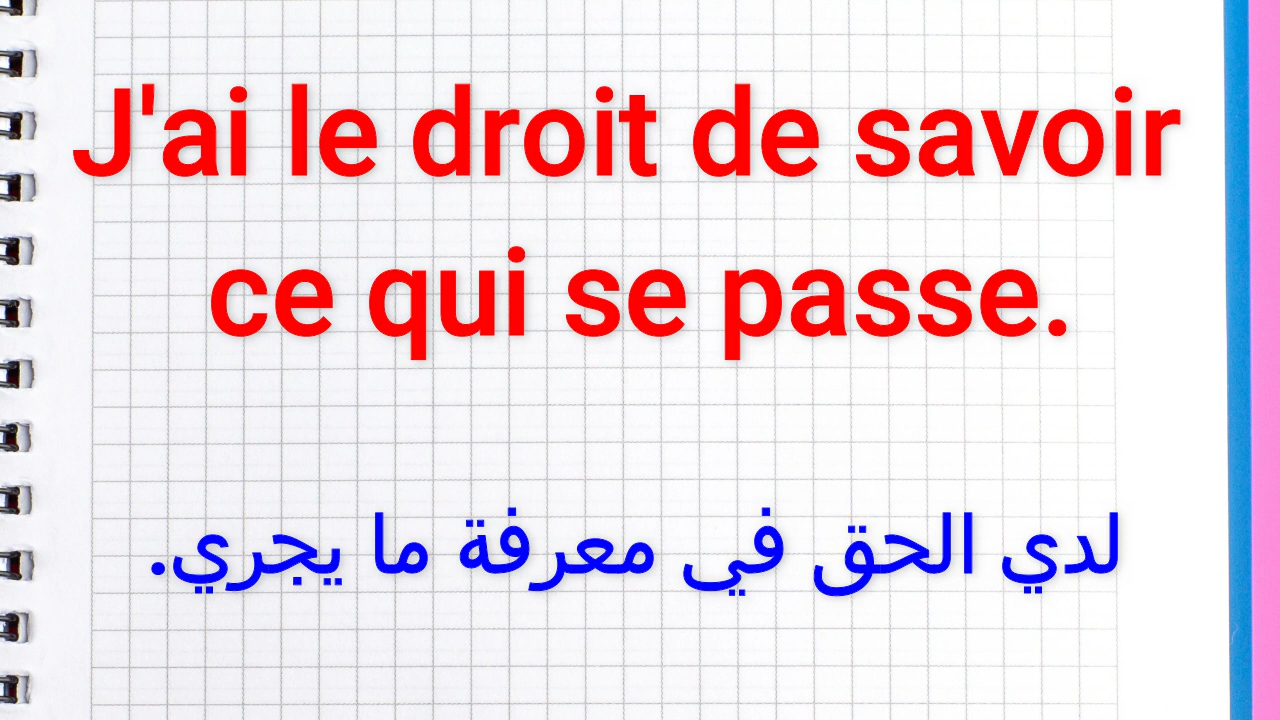 J'ai le droit de savoir
ce qui se passe.
لدي الحق في معرفة ما يجري.